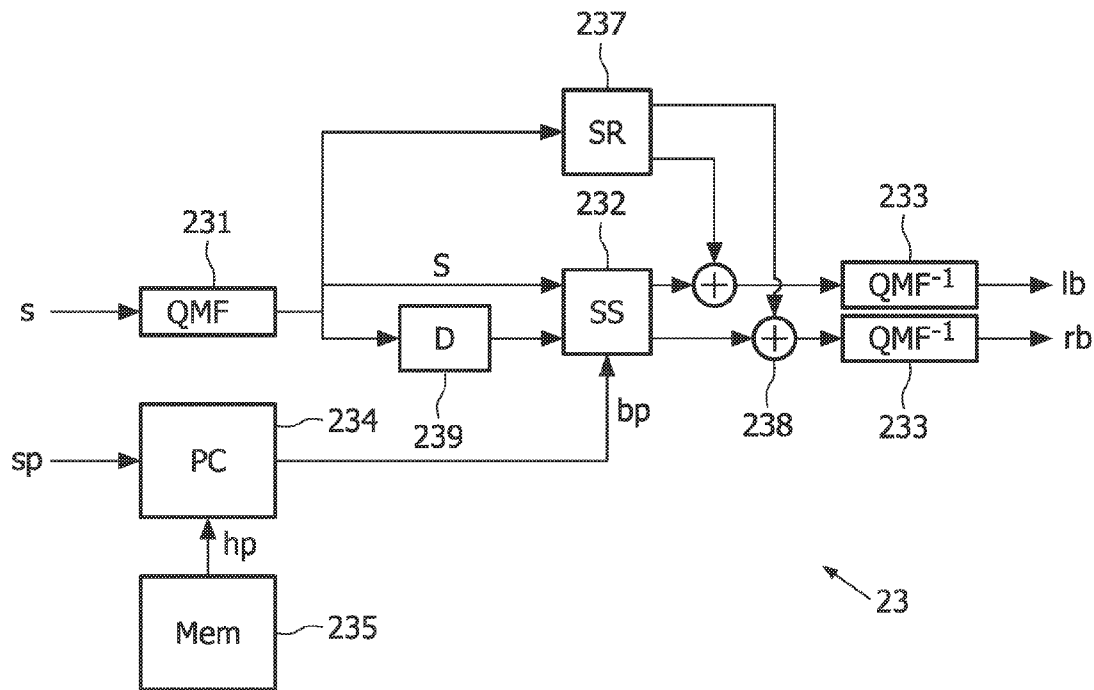 237
SR
231
232
233
S
s
QMF
SS
QMF-1
lb
D
QMF-1
rb
234
239
bp
238
233
sp
PC
hp
23
Mem
235